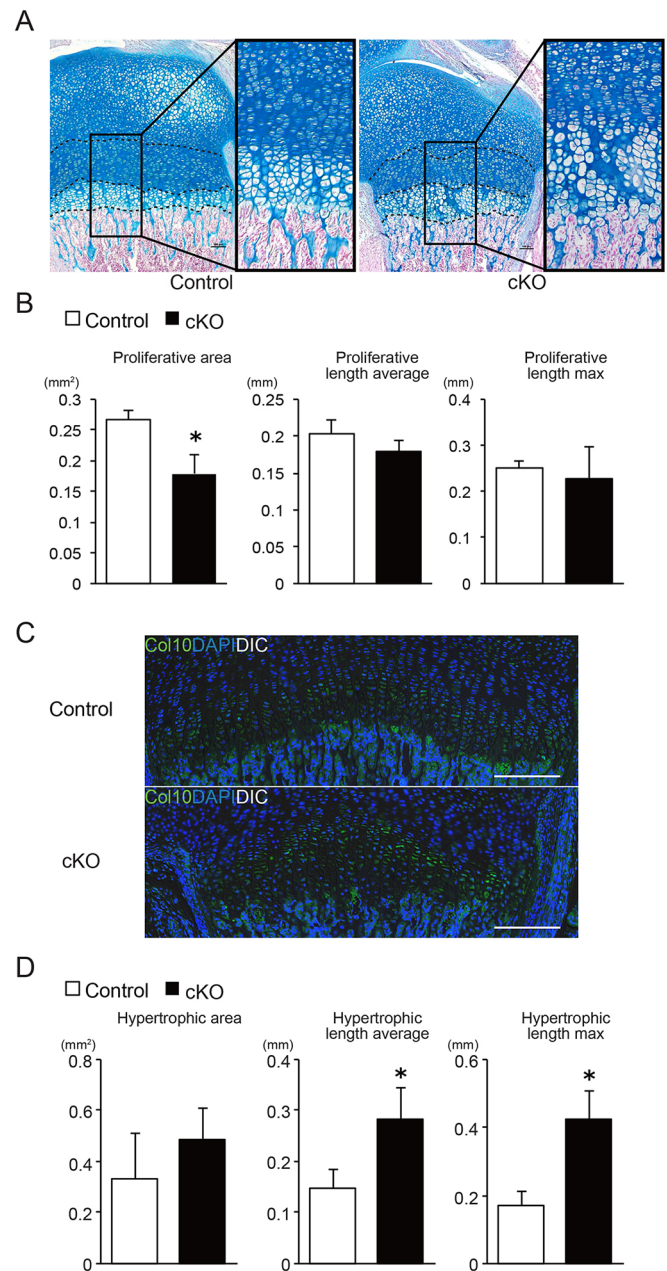 A
Control
cKO
B
Control
cKO
Proliferative area
(mm²)
0.3
0.25
0.2
0.15
0.1
0.05
0
*
Proliferative
length average
(mm)
0.25
0.2
0.15
0.1
0.05
0
Proliferative
length max
(mm)
0.4
0.3
0.2
0.1
0
C
Control
Col10DAPIDIC
cKO
Col10DAPIDIC
D
Control
cKO
Hypertrophic area
(mm²)
0.8
0.6
0.4
0.2
0
Hypertrophic
length average
(mm)
0.4
0.3
0.2
0.1
0
*
Hypertrophic
length max
(mm)
0.6
0.4
0.2
0
*